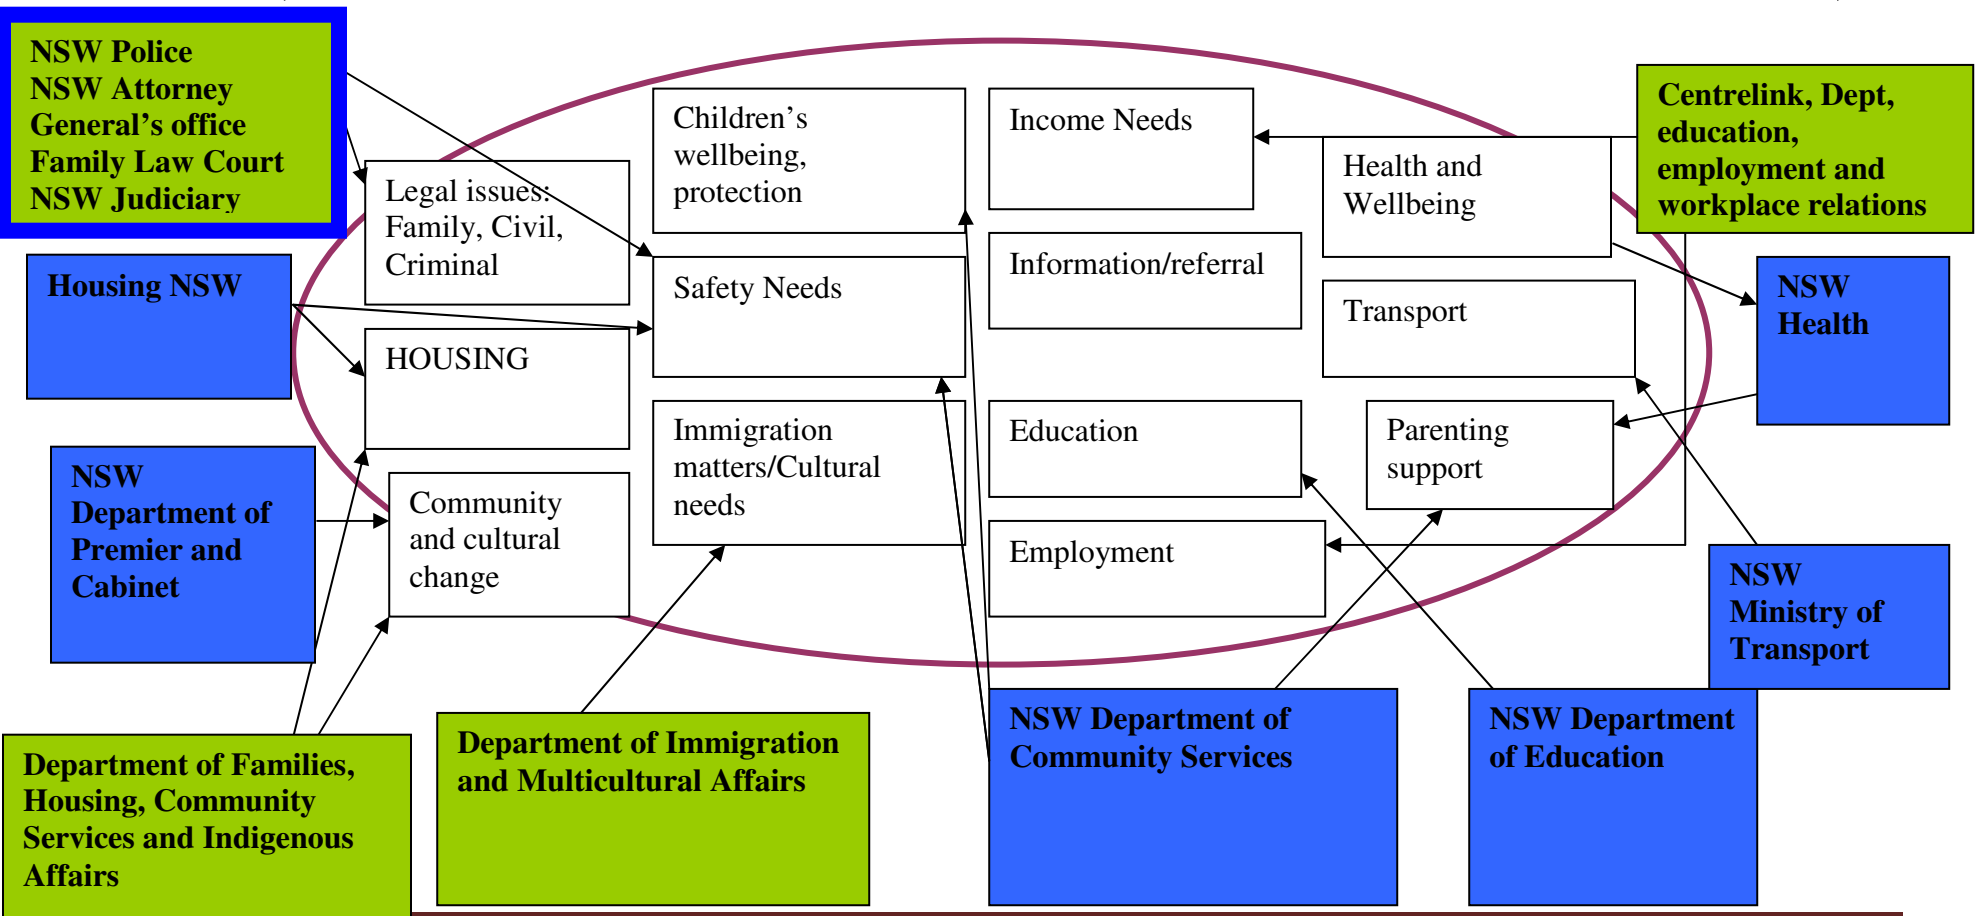 NSW Police
NSW Attorney
General’s office
Family Law Court
NSW Judiciary
Children’s
wellbeing,
protection
Income Needs
Centrelink, Dept,
education,
employment and
workplace relations
Health and
Wellbeing
Legal issues:
Family, Civil,
Criminal
Housing NSW
Safety Needs
Information/referral
Transport
NSW
Health
HOUSING
Immigration
matters/Cultural
needs
Education
Parenting
support
NSW
Department of
Premier and
Cabinet
Community
and cultural
change
Employment
NSW
Ministry of
Transport
Department of Families,
Housing, Community
Services and Indigenous
Affairs
Department of Immigration
and Multicultural Affairs
NSW Department of
Community Services
NSW Department
of Education